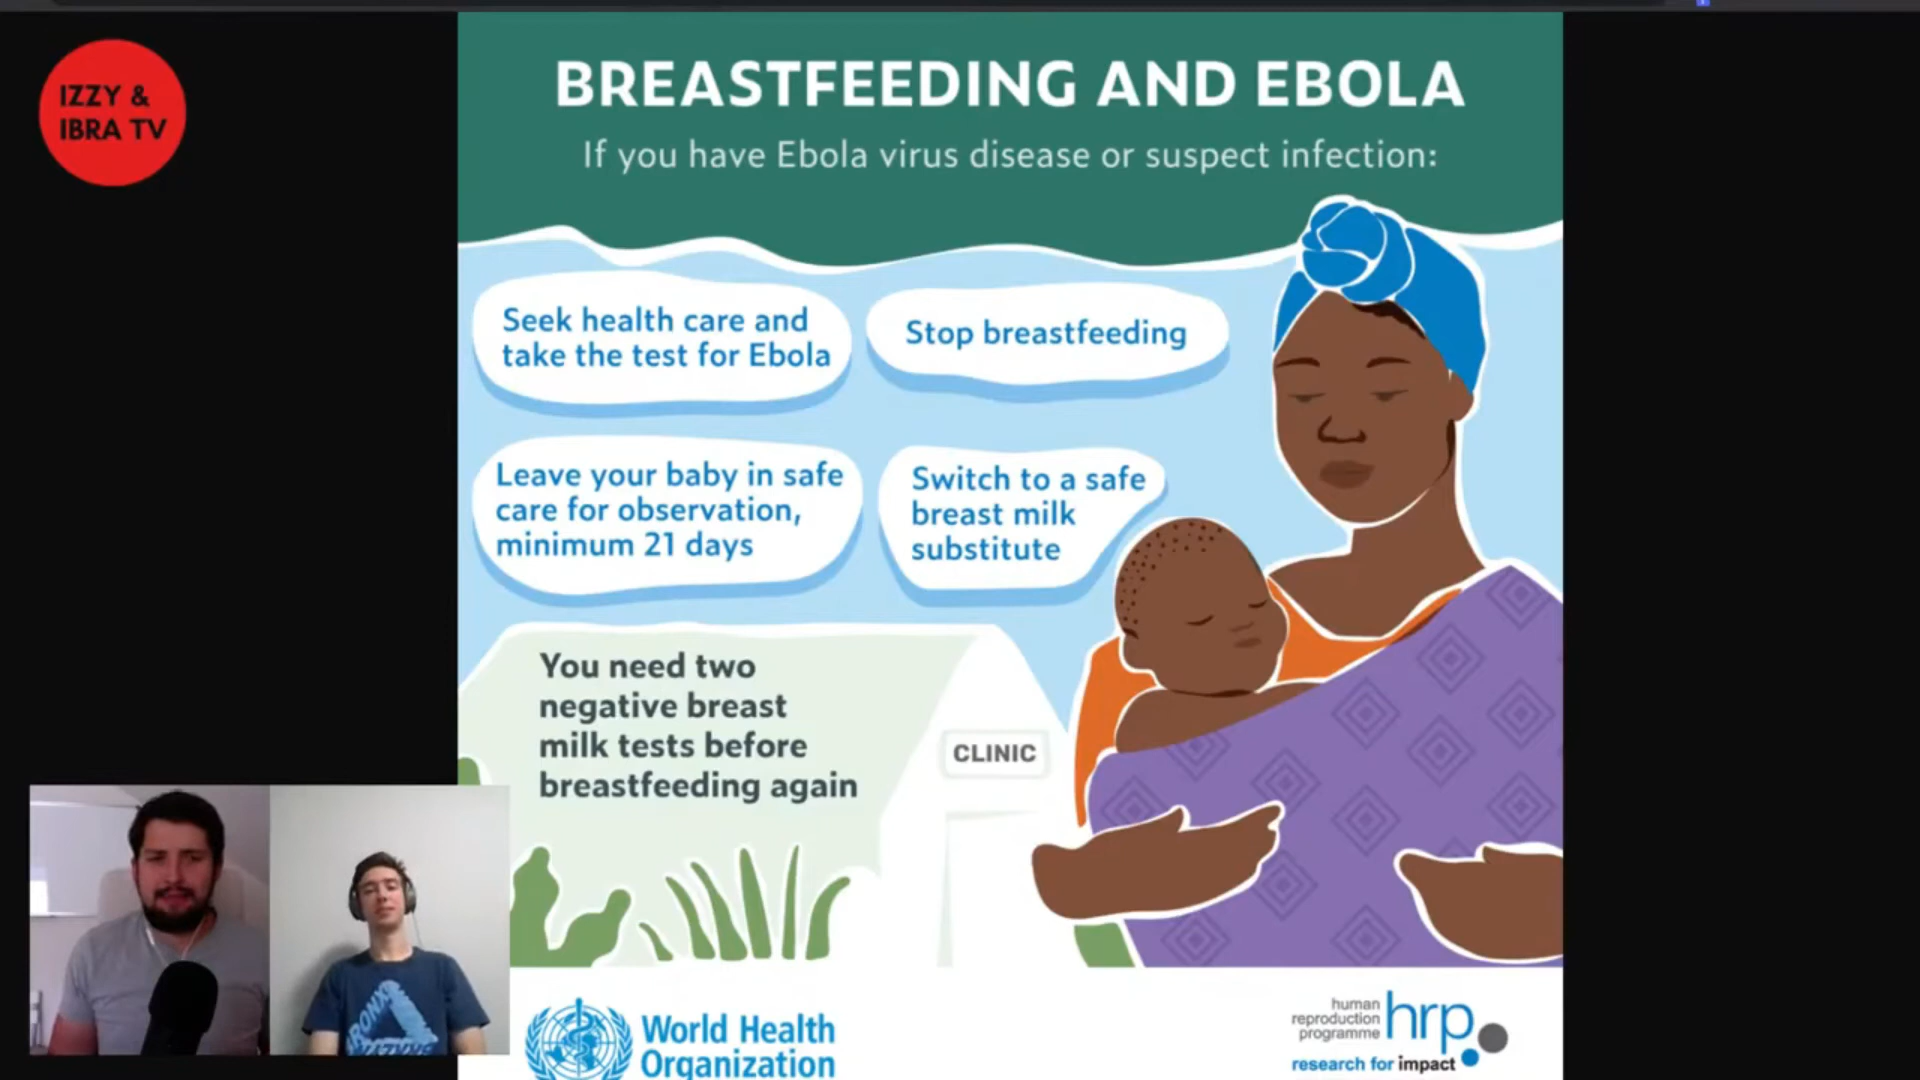 IZZY &
IBRA TV
BREASTFEEDING AND EBOLA
If you have Ebola virus disease or suspect infection:
Seek health care and
take the test for Ebola
Stop breastfeeding
Leave your baby in safe
care for observation,
minimum 21 days
Switch to a safe
breast milk
substitute
You need two
negative breast
milk tests before
breastfeeding again
CLINIC
World Health
Organization
human
reproduction
programme
hrp
research for impact